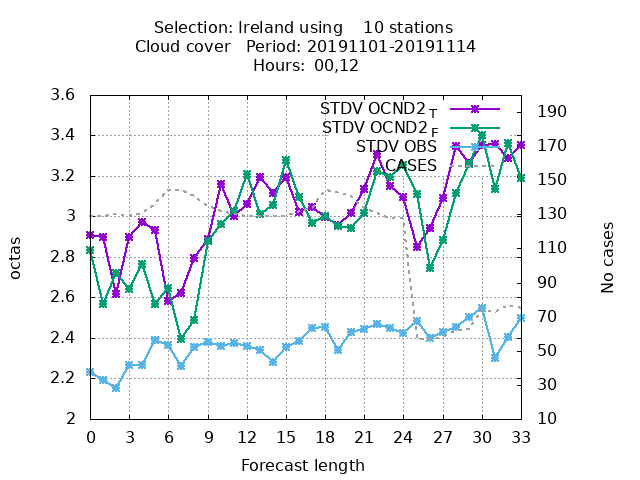 Selection: Ireland using    10 stations
Cloud cover   Period: 20191101-20191114
Hours:  00,12
STDV OCND2 T
STDV OCND2 F
STDV OBS
CASES
octas
3.6
3.4
3.2
3
2.8
2.6
2.4
2.2
2
190
170
150
130
110
90
70
50
30
10
No cases
0 3 6 9 12 15 18 21 24 27 30 33
Forecast length